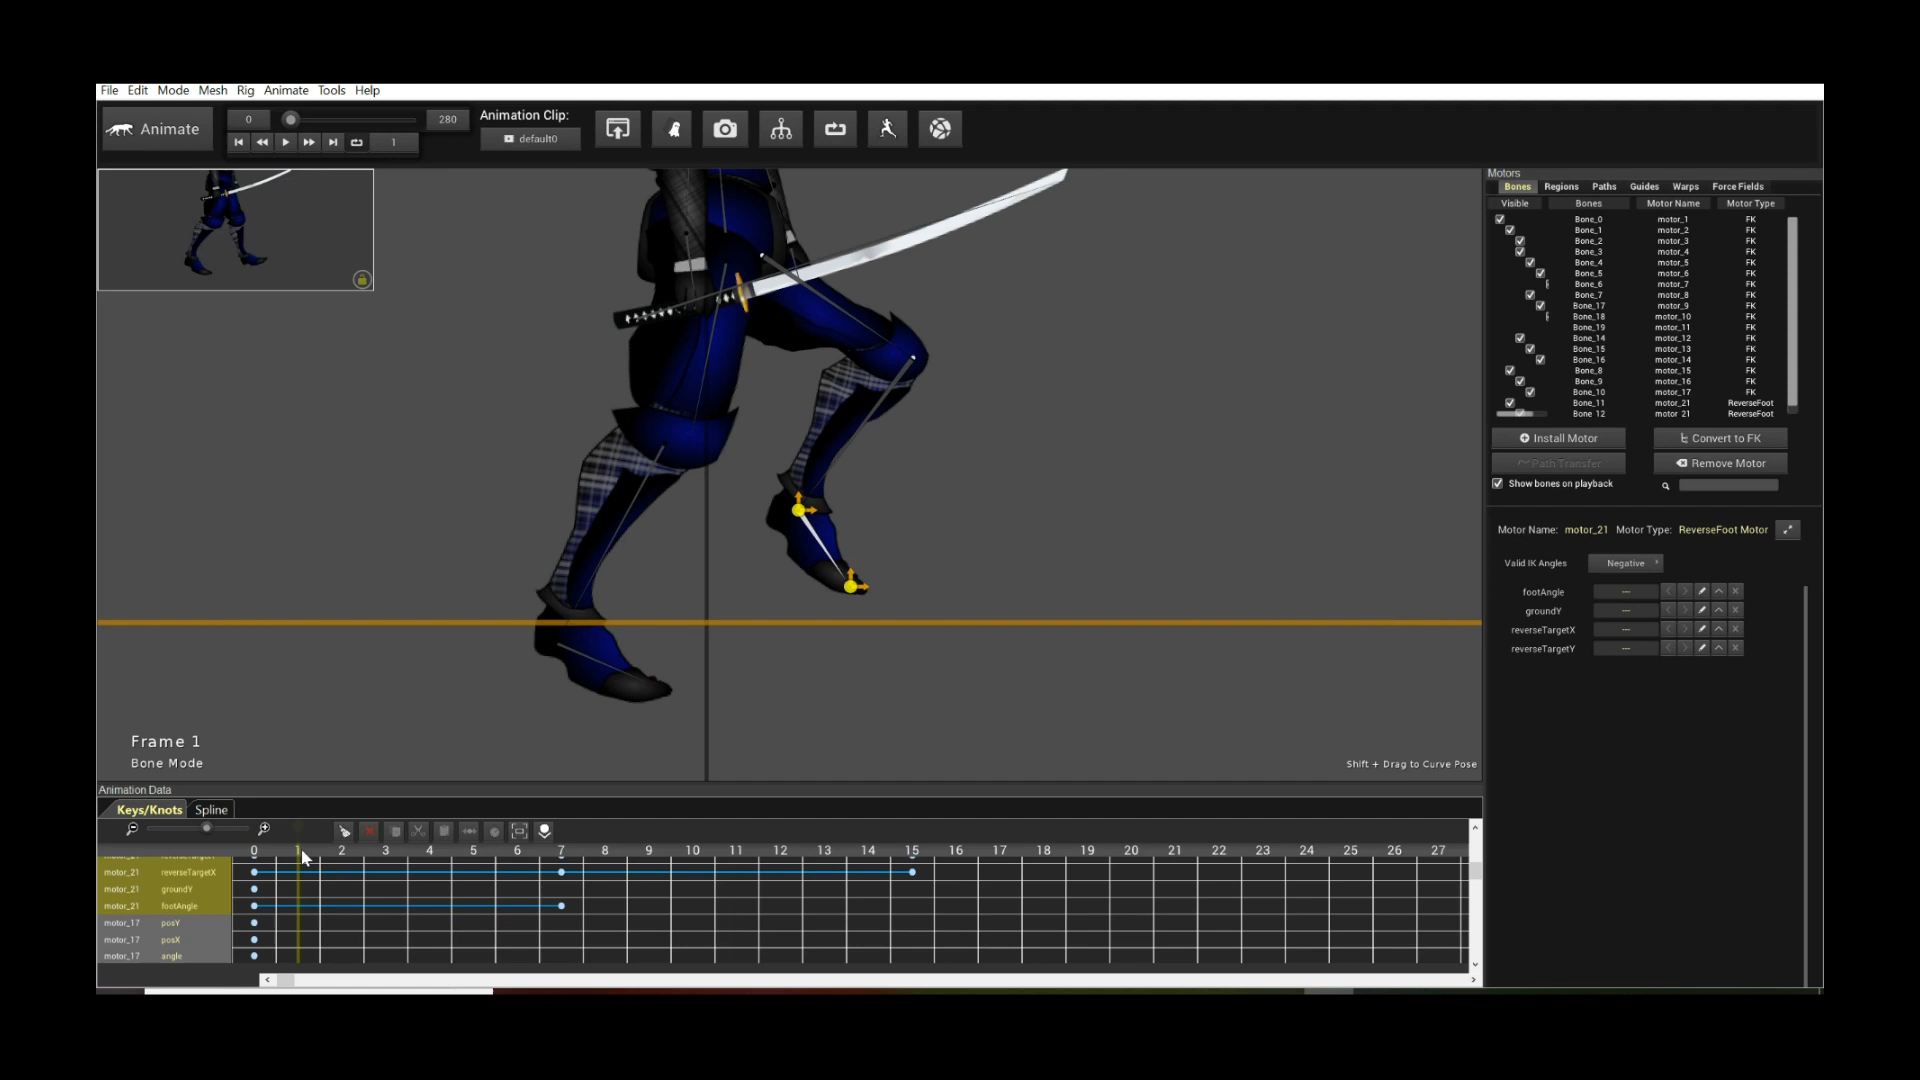 File Edit Mode Mesh Rig Animate Tools Help
Animate
0 280
1
Animation Clip:
default0
Frame 1
Bone Mode
Shift + Drag to Curve Pose
Motors
Bones Regions Paths Guides Warps Force Fields
Visible Bones Motor Name Motor Type
Bone_0 motor_1 FK
Bone_1 motor_2 FK
Bone_2 motor_3 FK
Bone_3 motor_4 FK
Bone_4 motor_5 FK
Bone_5 motor_6 FK
Bone_6 motor_7 FK
Bone_7 motor_8 FK
Bone_17 motor_9 FK
Bone_18 motor_10 FK
Bone_19 motor_11 FK
Bone_14 motor_12 FK
Bone_15 motor_13 FK
Bone_16 motor_14 FK
Bone_8 motor_15 FK
Bone_9 motor_16 FK
Bone_10 motor_17 FK
Bone_11 motor_21 ReverseFoot
Bone_12 motor_21 ReverseFoot
Install Motor Convert to FK
Path Transfer Remove Motor
Show bones on playback
Motor Name: motor_21 Motor Type: ReverseFoot Motor
Valid IK Angles Negative
footAngle ---
groundY ---
reverseTargetX ---
reverseTargetY ---
Animation Data
Keys/Knots Spline
0 1 2 3 4 5 6 7 8 9 10 11 12 13 14 15 16 17 18 19 20 21 22 23 24 25 26 27
motor_21 reverseTargetX
motor_21 groundY
motor_21 footAngle
motor_17 posY
motor_17 posX
motor_17 angle